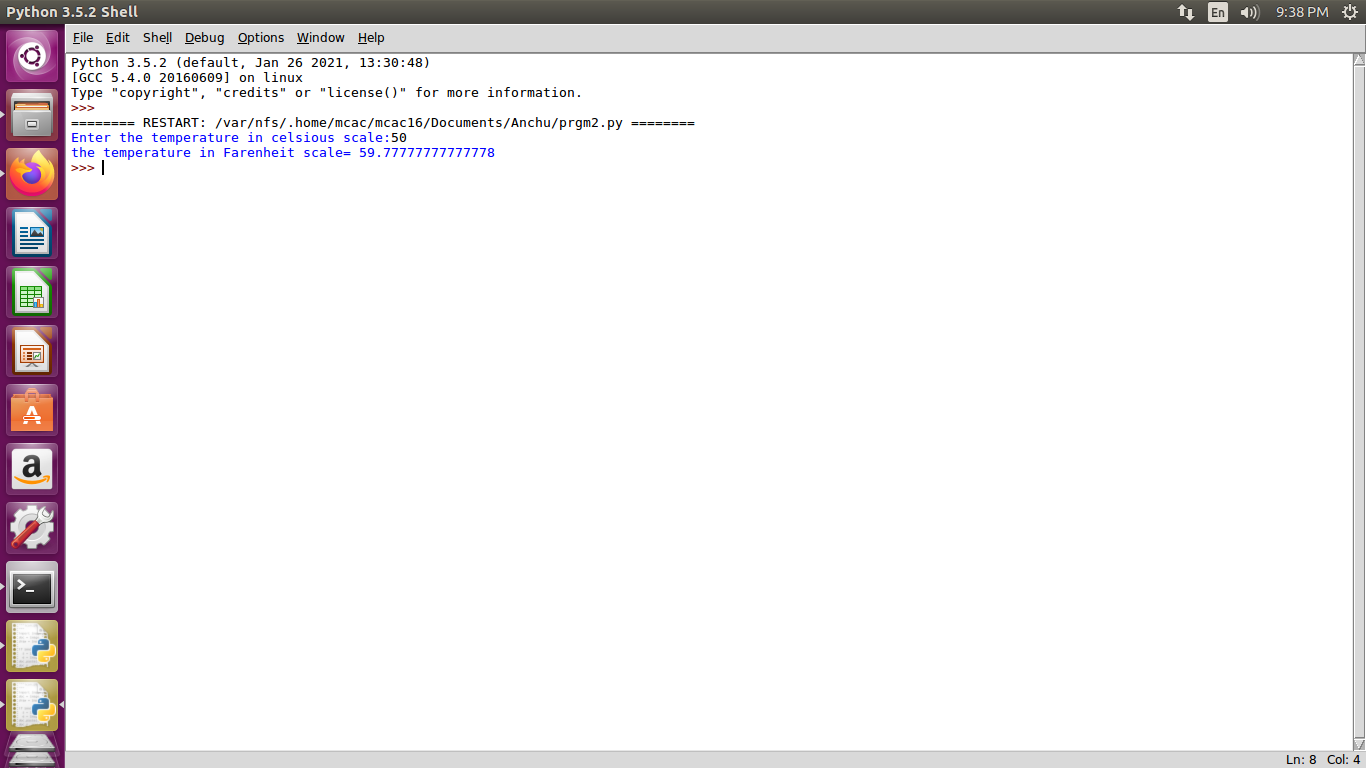 Python 3.5.2 Shell
En
9:38 PM
File Edit Shell Debug Options Window Help
Python 3.5.2 (default, Jan 26 2021, 13:30:48)
[GCC 5.4.0 20160609] on linux
Type "copyright", "credits" or "license()" for more information.
>>>
======== RESTART: /var/nfs/.home/mcac/mcac16/Documents/Anchu/prgm2.py ========
Enter the temperature in celsious scale:50
the temperature in Farenheit scale= 59.77777777777778
>>>
A
a
>_
Ln: 8 Col: 4